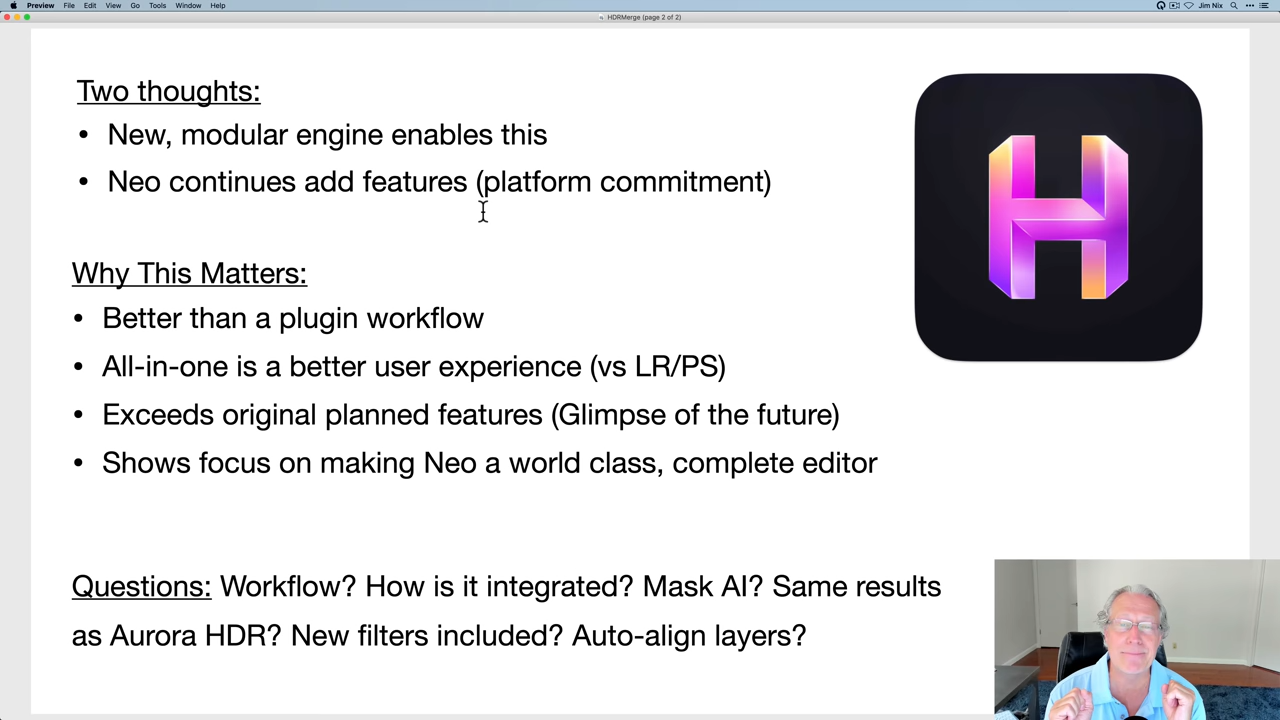 Preview File Edit View Go Tools Window Help Jim Nix
HDRMerge (page 2 of 2)
Two thoughts:
• New, modular engine enables this
• Neo continues add features (platform commitment)
Why This Matters:
• Better than a plugin workflow
• All-in-one is a better user experience (vs LR/PS)
• Exceeds original planned features (Glimpse of the future)
• Shows focus on making Neo a world class, complete editor
Questions: Workflow? How is it integrated? Mask AI? Same results
as Aurora HDR? New filters included? Auto-align layers?
H